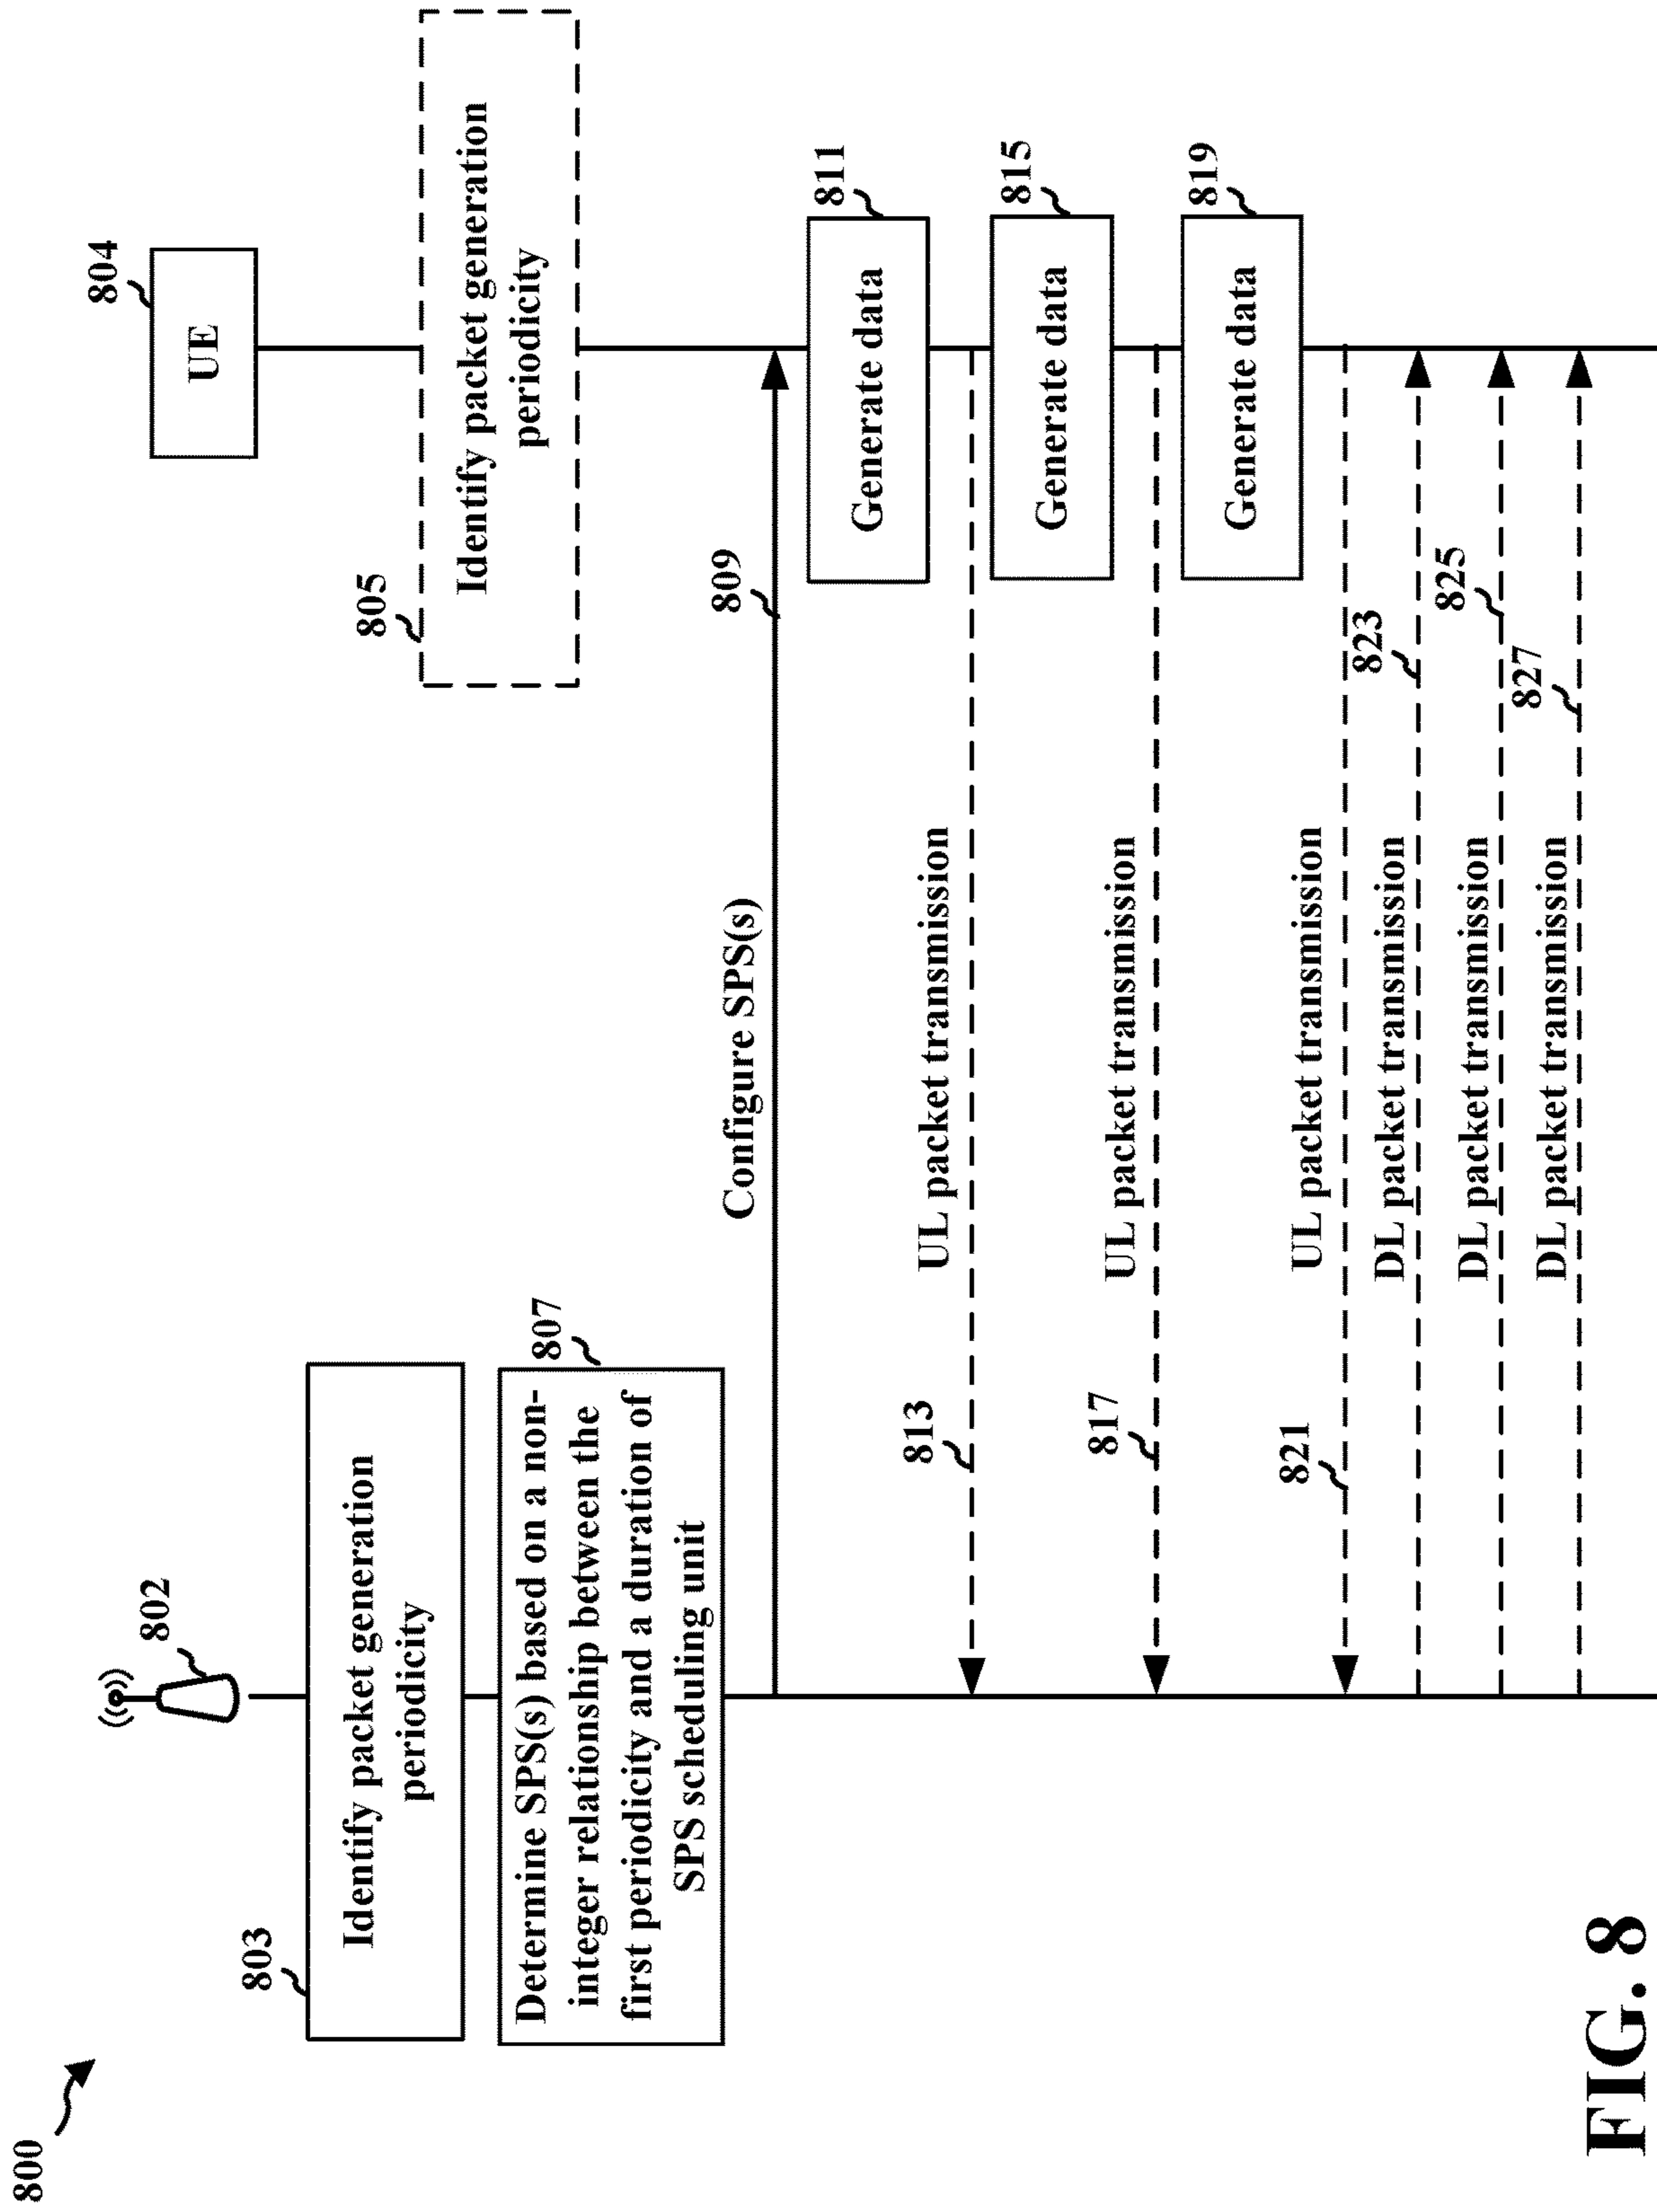 800
802
804
UE
803
Identify packet generation
periodicity
805
Identify packet generation
periodicity
807
Determine SPS(s) based on a non-
integer relationship between the
first periodicity and a duration of
SPS scheduling unit
Configure SPS(s)
809
811
Generate data
UL packet transmission
813
815
Generate data
UL packet transmission
817
819
Generate data
UL packet transmission
821
DL packet transmission
823
DL packet transmission
825
DL packet transmission
827
FIG. 8